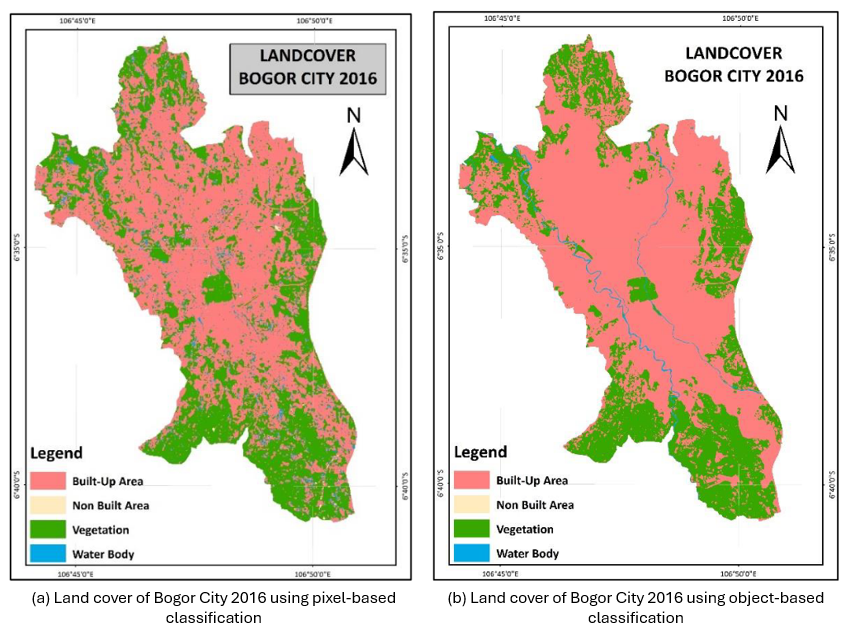 106°45'0"E 106°50'0"E
LANDCOVER
BOGOR CITY 2016
N
6°35'0"S 6°35'0"S
6°40'0"S 6°40'0"S
Legend
Built-Up Area
Non Built Area
Vegetation
Water Body
106°45'0"E 106°50'0"E
(a) Land cover of Bogor City 2016 using pixel-based
classification
106°45'0"E 106°50'0"E
LANDCOVER
BOGOR CITY 2016
N
6°35'0"S 6°35'0"S
6°40'0"S 6°40'0"S
Legend
Built-Up Area
Non Built Area
Vegetation
Water Body
106°45'0"E 106°50'0"E
(b) Land cover of Bogor City 2016 using object-based
classification